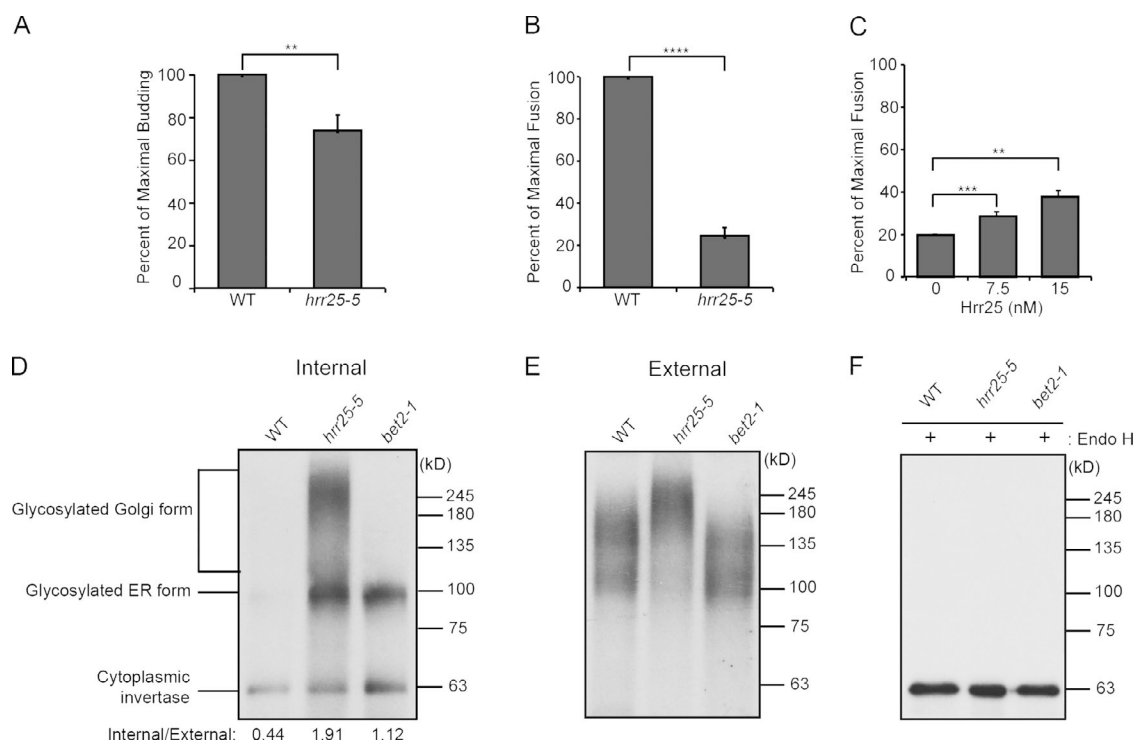 A
Percent of Maximal Budding
100
80
60
40
20
0
**
WT
hrr25-5
B
Percent of Maximal Fusion
100
80
60
40
20
0
****
WT
hrr25-5
C
Percent of Maximal Fusion
100
80
60
40
20
0
**
***
0 7.5 15
Hrr25 (nM)
D
Internal
WT hrr25-5 bet2-1
(kD)
Glycosylated Golgi form
Glycosylated ER form
Cytoplasmic
invertase
245
180
135
100
75
63
Internal/External: 0.44 1.91 1.12
E
External
WT hrr25-5 bet2-1
(kD)
245
180
135
100
75
63
F
WT hrr25-5 bet2-1
+ + + : Endo H
(kD)
245
180
135
100
75
63